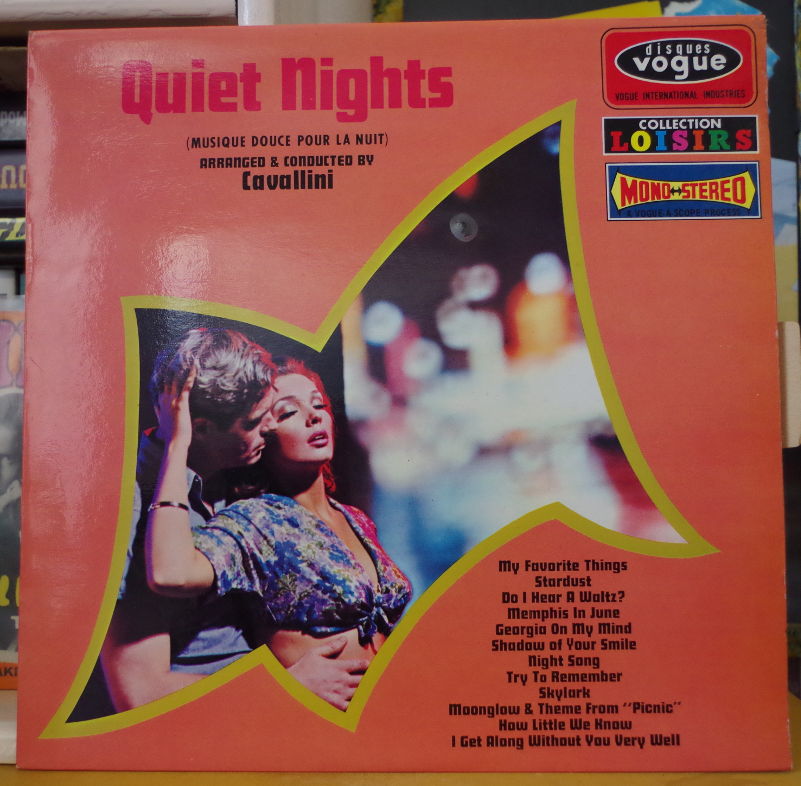 Quiet Nights
(MUSIQUE DOUCE POUR LA NUIT)
ARRANGED & CONDUCTED BY
Cavallini
disques
vogue
VOGUE INTERNATIONAL INDUSTRIES
COLLECTION
LOISIRS
MONO↔STEREO
A VOGUE A SCOPE PROCESS
My Favorite Things
Stardust
Do I Hear A Waltz?
Memphis In June
Georgia On My Mind
Shadow of Your Smile
Night Song
Try To Remember
Skylark
Moonglow & Theme From "Picnic"
How Little We Know
I Get Along Without You Very Well